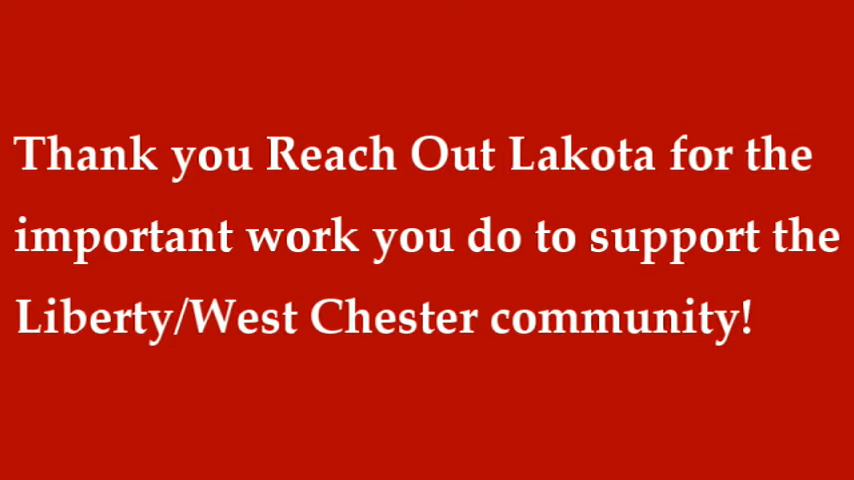 Thank you Reach Out Lakota for the
important work you do to support the
Liberty/West Chester community!